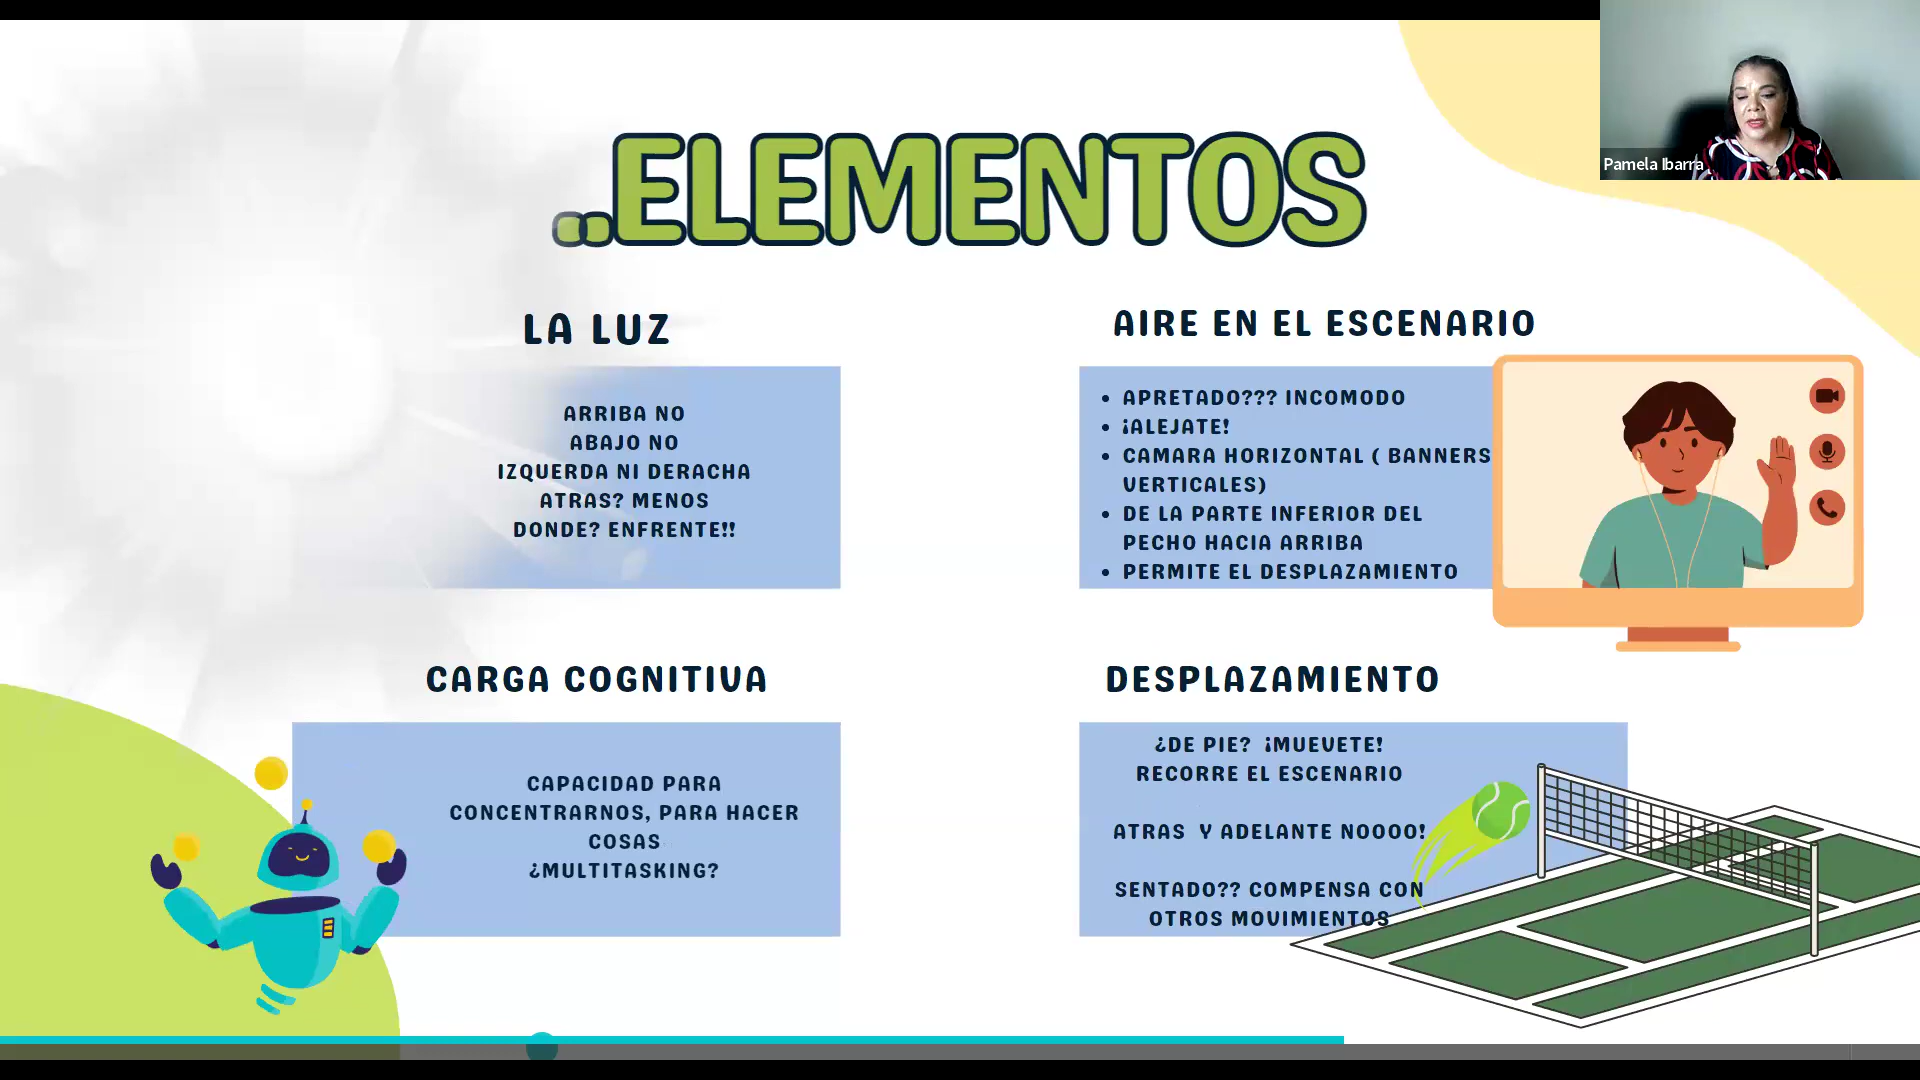 ..ELEMENTOS
Pamela Ibarra
LA LUZ
ARRIBA NO
ABAJO NO
IZQUERDA NI DERACHA
ATRAS? MENOS
DONDE? ENFRENTE!!
AIRE EN EL ESCENARIO
• APRETADO??? INCOMODO
• ¡ALEJATE!
• CAMARA HORIZONTAL ( BANNERS
VERTICALES)
• DE LA PARTE INFERIOR DEL
PECHO HACIA ARRIBA
• PERMITE EL DESPLAZAMIENTO
CARGA COGNITIVA
CAPACIDAD PARA
CONCENTRARNOS, PARA HACER
COSAS
¿MULTITASKING?
DESPLAZAMIENTO
¿DE PIE? ¡MUEVETE!
RECORRE EL ESCENARIO
ATRAS Y ADELANTE NOOOO!
SENTADO?? COMPENSA CON
OTROS MOVIMIENTOS